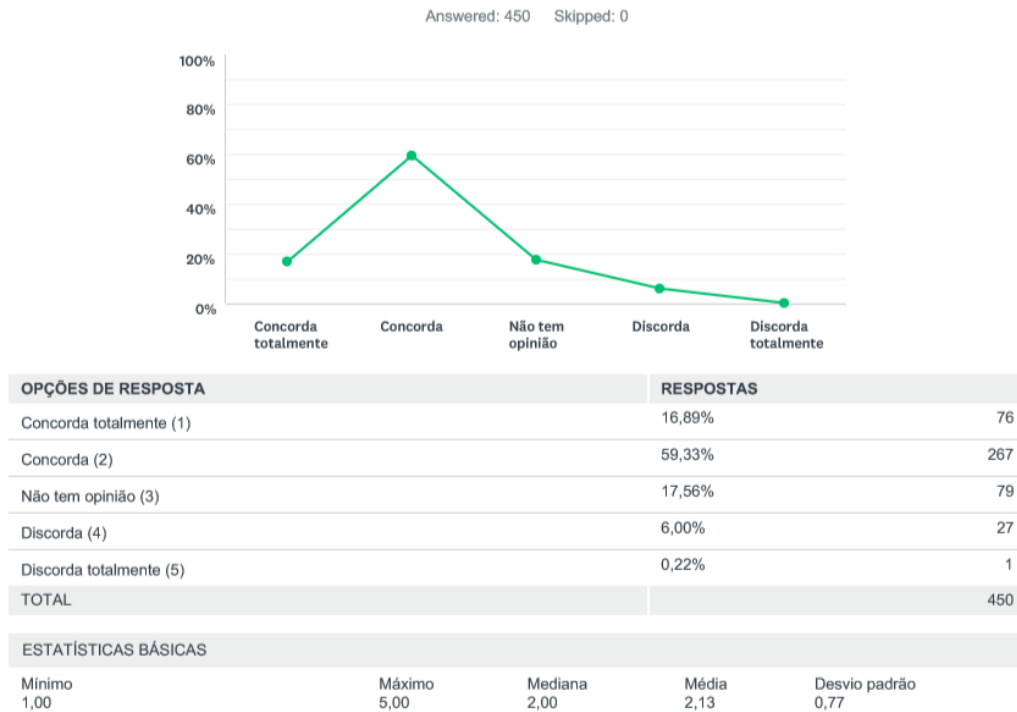 Answered: 450 Skipped: 0
100%
80%
60%
40%
20%
0%
Concorda totalmente
Concorda
Não tem opinião
Discorda
Discorda totalmente
OPÇÕES DE RESPOSTA RESPOSTAS
Concorda totalmente (1) 16,89% 76
Concorda (2) 59,33% 267
Não tem opinião (3) 17,56% 79
Discorda (4) 6,00% 27
Discorda totalmente (5) 0,22% 1
TOTAL 450
ESTATÍSTICAS BÁSICAS
Mínimo Máximo Mediana Média Desvio padrão
1,00 5,00 2,00 2,13 0,77